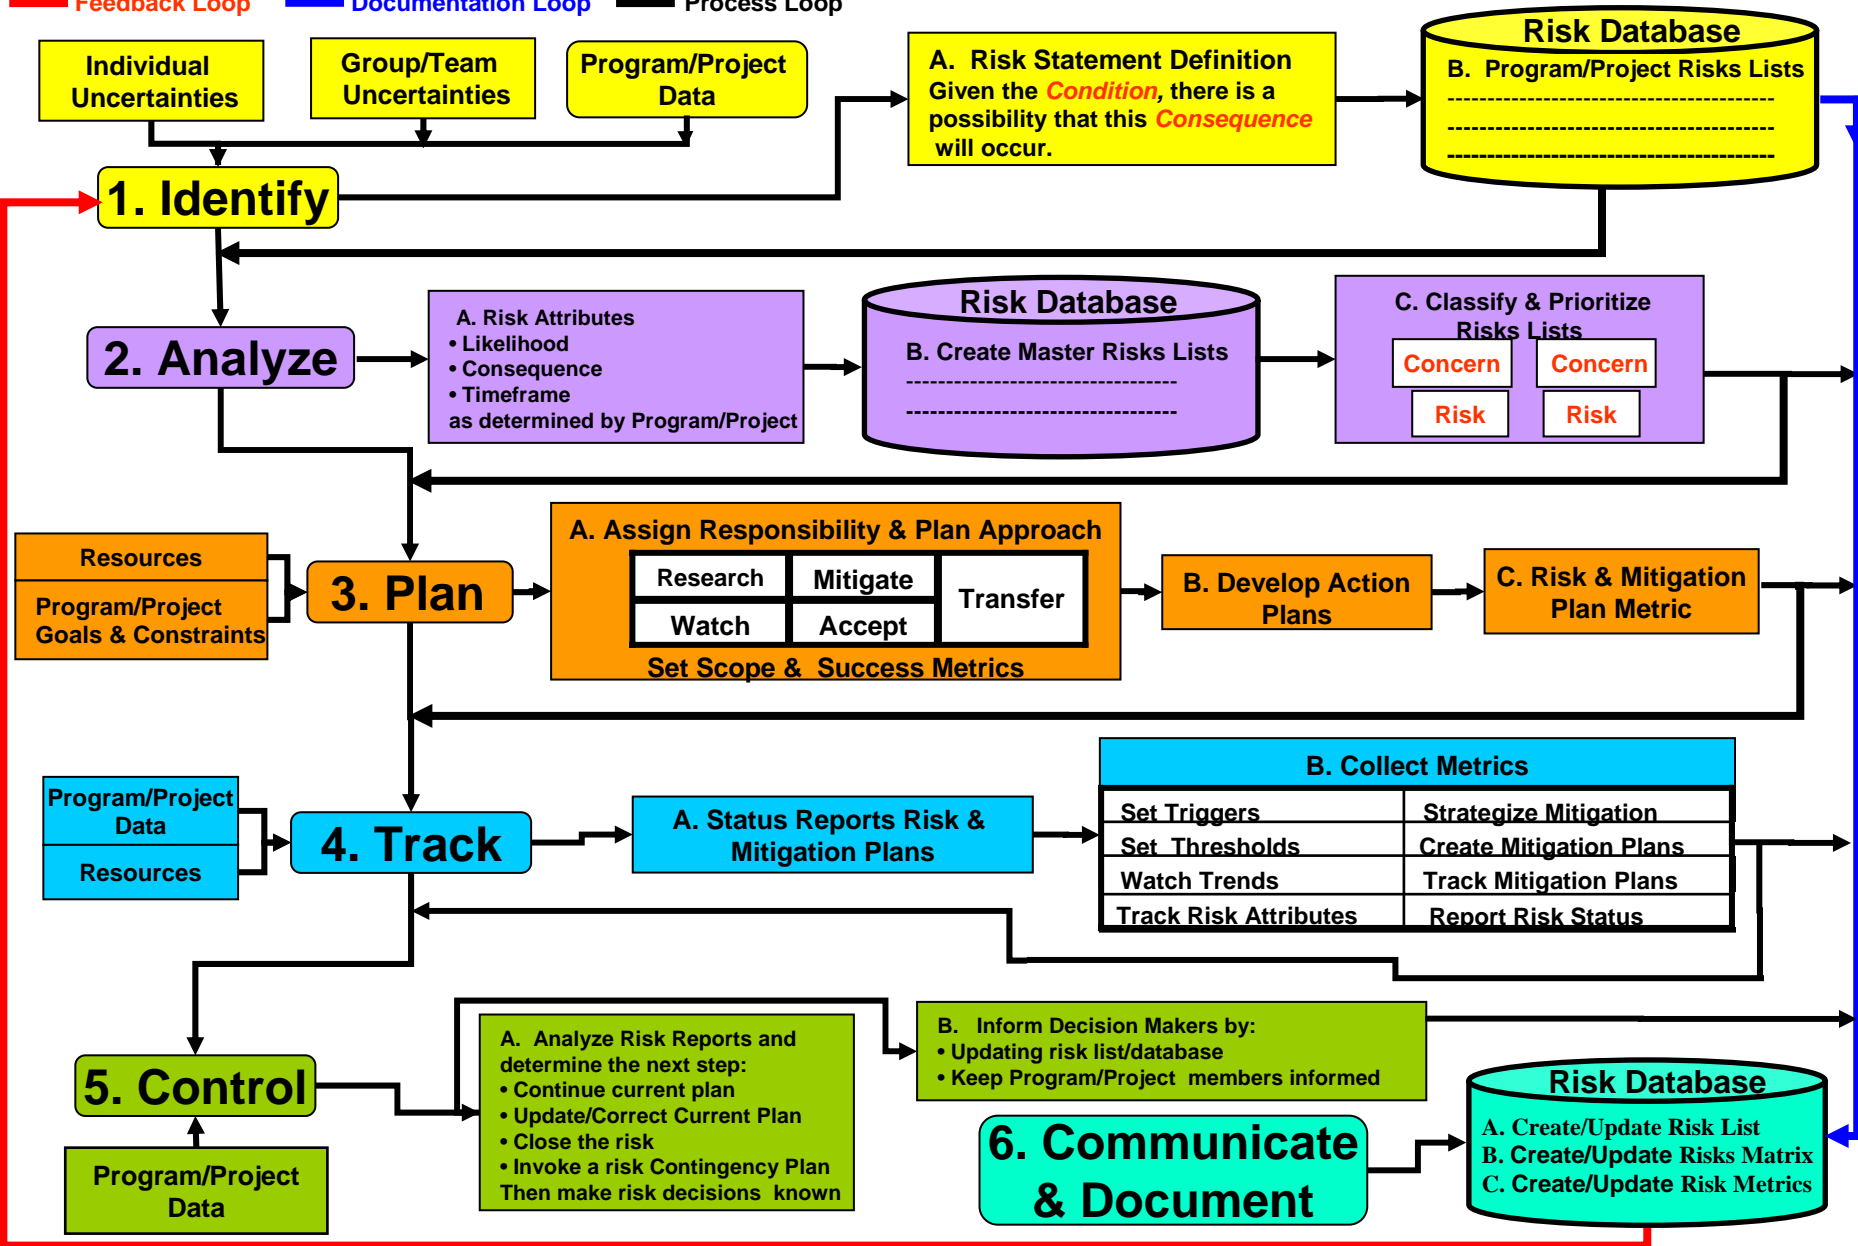 Feedback Loop
Documentation Loop
Process Loop
Individual
Uncertainties
Group/Team
Uncertainties
Program/Project
Data
A. Risk Statement Definition
Given the Condition, there is a
possibility that this Consequence
will occur.
Risk Database
B. Program/Project Risks Lists
1. Identify
2. Analyze
A. Risk Attributes
• Likelihood
• Consequence
• Timeframe
as determined by Program/Project
Risk Database
B. Create Master Risks Lists
C. Classify & Prioritize
Risks Lists
Concern
Concern
Risk
Risk
Resources
Program/Project
Goals & Constraints
3. Plan
A. Assign Responsibility & Plan Approach
Research
Mitigate
Transfer
Watch
Accept
Set Scope & Success Metrics
B. Develop Action
Plans
C. Risk & Mitigation
Plan Metric
Program/Project
Data
Resources
4. Track
A. Status Reports Risk &
Mitigation Plans
B. Collect Metrics
Set Triggers
Strategize Mitigation
Set Thresholds
Create Mitigation Plans
Watch Trends
Track Mitigation Plans
Track Risk Attributes
Report Risk Status
5. Control
Program/Project
Data
A. Analyze Risk Reports and
determine the next step:
• Continue current plan
• Update/Correct Current Plan
• Close the risk
• Invoke a risk Contingency Plan
Then make risk decisions known
B. Inform Decision Makers by:
• Updating risk list/database
• Keep Program/Project members informed
6. Communicate
& Document
Risk Database
A. Create/Update Risk List
B. Create/Update Risks Matrix
C. Create/Update Risk Metrics